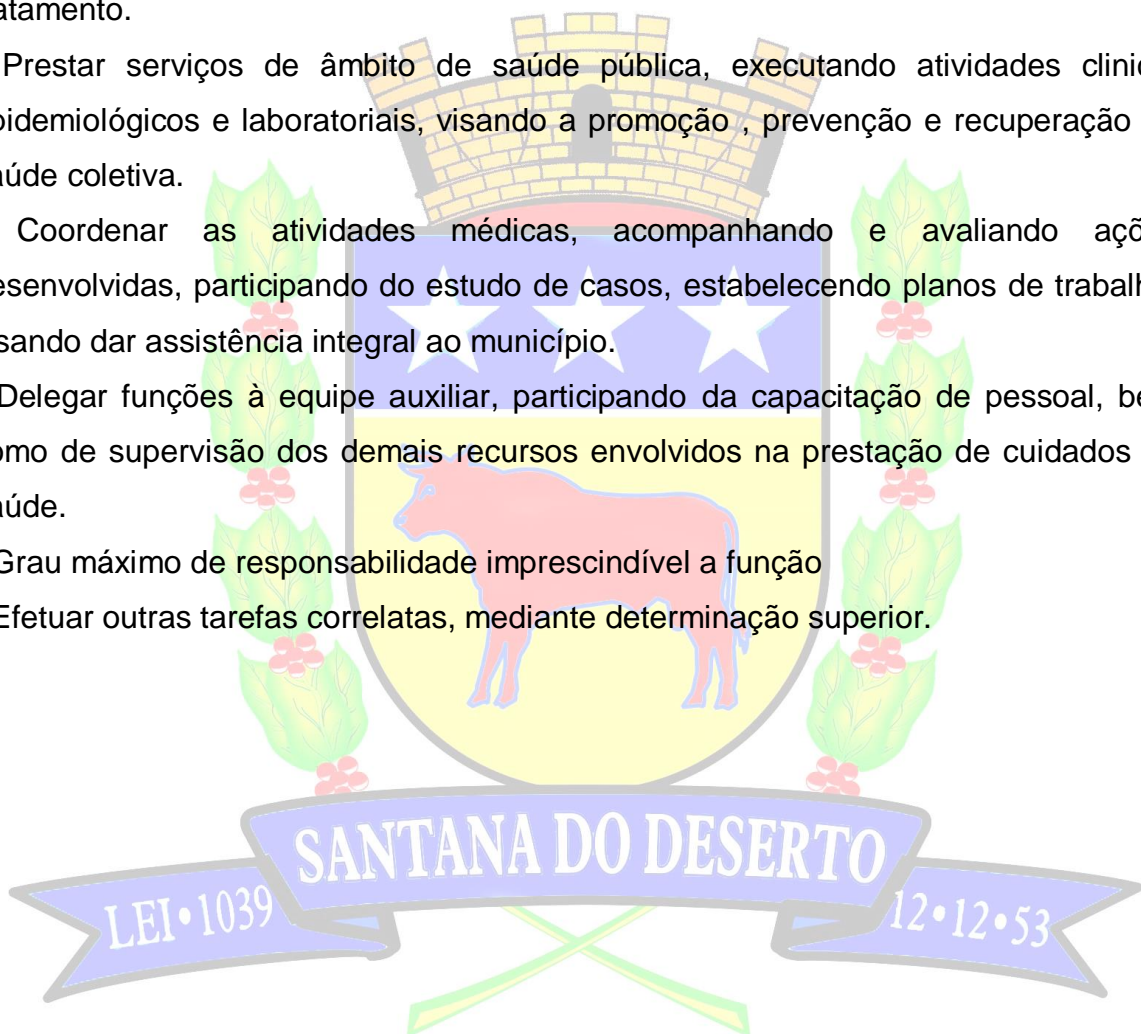 atamento.
Prestar serviços de âmbito de saúde pública, executando atividades clinic
oidemiológicos e laboratoriais, visando a promoção , prevenção e recuperação
aúde coletiva.
Coordenar as atividades médicas, acompanhando e avaliando açõ
esenvolvidas, participando do estudo de casos, estabelecendo planos de trabalh
sando dar assistência integral ao município.
Delegar funções à equipe auxiliar, participando da capacitação de pessoal, be
omo de supervisão dos demais recursos envolvidos na prestação de cuidados
aúde.
Grau máximo de responsabilidade imprescindível a função
Efetuar outras tarefas correlatas, mediante determinação superior.
SANTANA DO DESERTO
LEI•1039
12•12•53